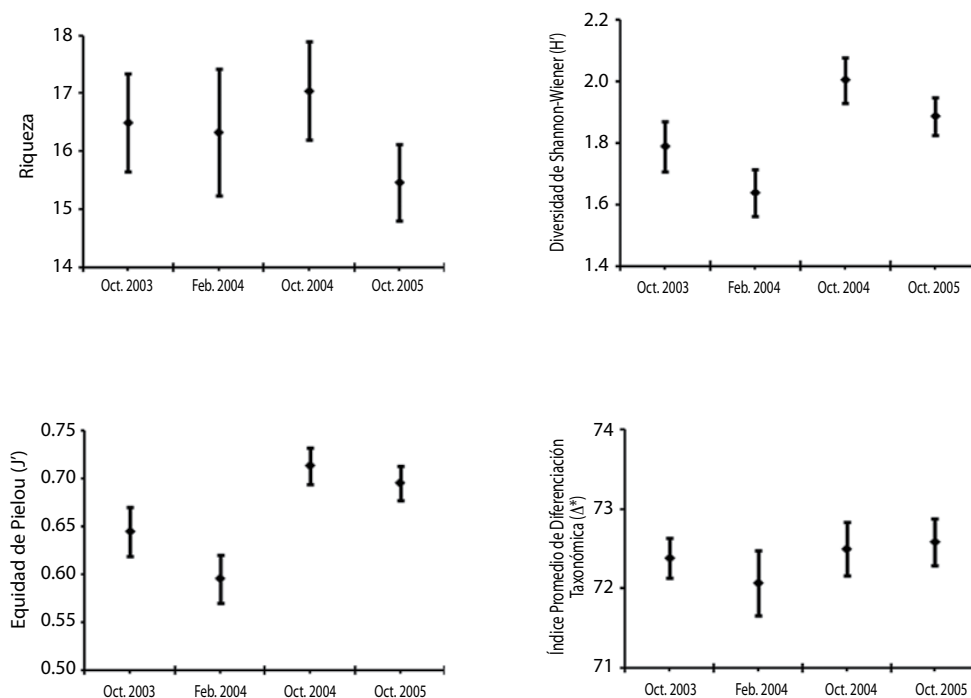 Riqueza
18
17
16
15
14
Oct. 2003 Feb. 2004 Oct. 2004 Oct. 2005
Diversidad de Shannon-Wiener (H')
2.2
2.0
1.8
1.6
1.4
Oct. 2003 Feb. 2004 Oct. 2004 Oct. 2005
Equidad de Pielou (J')
0.75
0.70
0.65
0.60
0.55
0.50
Oct. 2003 Feb. 2004 Oct. 2004 Oct. 2005
Índice Promedio de Diferenciación
Taxonómica (Δ*)
74
73
72
71
Oct. 2003 Feb. 2004 Oct. 2004 Oct. 2005